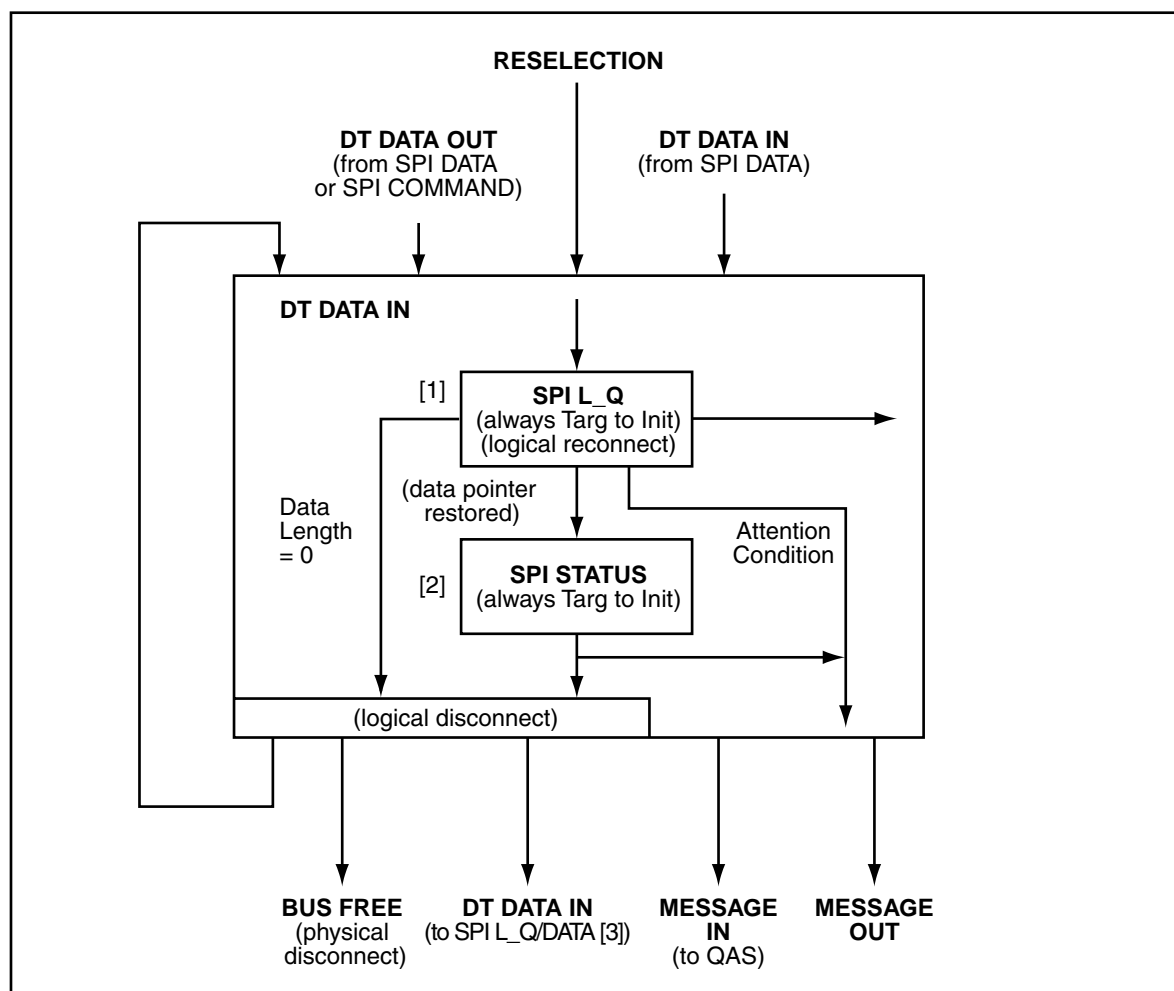 RESELECTION
DT DATA OUT
(from SPI DATA
or SPI COMMAND)
DT DATA IN
(from SPI DATA)
DT DATA IN
[1]
SPI L_Q
(always Targ to Init)
(logical reconnect)
Data
Length
= 0
(data pointer
restored)
Attention
Condition
[2]
SPI STATUS
(always Targ to Init)
(logical disconnect)
BUS FREE
(physical
disconnect)
DT DATA IN
(to SPI L_Q/DATA [3])
MESSAGE
IN
(to QAS)
MESSAGE
OUT